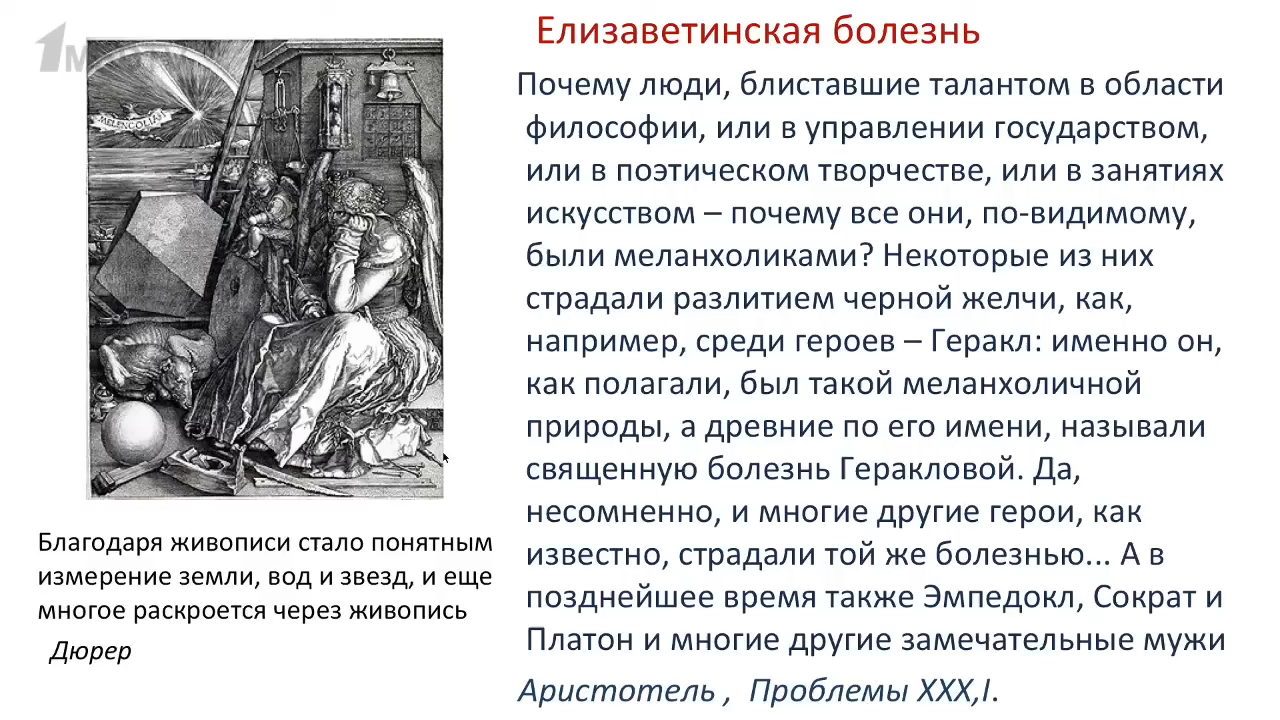 1М
MELENCOLIA I
Елизаветинская болезнь
Почему люди, блиставшие талантом в области
философии, или в управлении государством,
или в поэтическом творчестве, или в занятиях
искусством – почему все они, по-видимому,
были меланхоликами? Некоторые из них
страдали разлитием черной желчи, как,
например, среди героев – Геракл: именно он,
как полагали, был такой меланхоличной
природы, а древние по его имени, называли
священную болезнь Геракловой. Да,
несомненно, и многие другие герои, как
известно, страдали той же болезнью... А в
позднейшее время также Эмпедокл, Сократ и
Платон и многие другие замечательные мужи
Аристотель , Проблемы XXX,I.
Благодаря живописи стало понятным
измерение земли, вод и звезд, и еще
многое раскроется через живопись
Дюрер